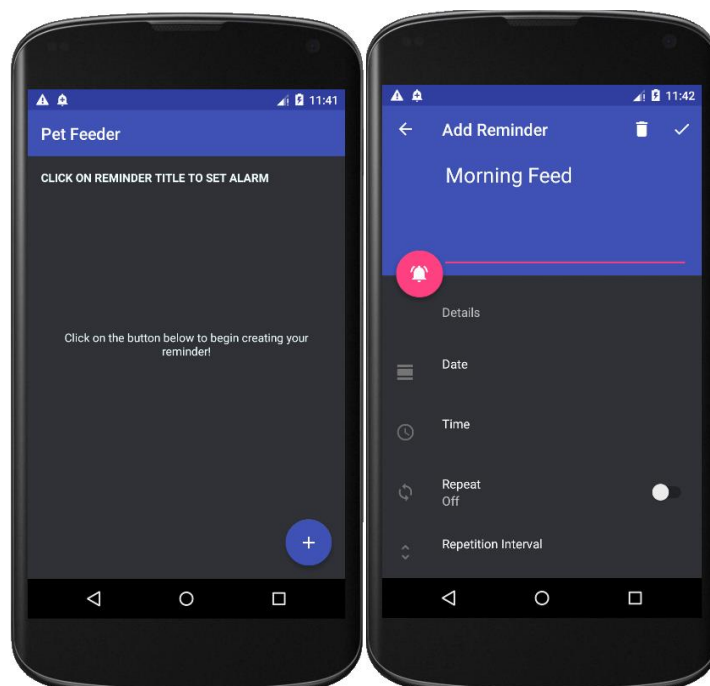 11:41
Pet Feeder
CLICK ON REMINDER TITLE TO SET ALARM
Click on the button below to begin creating your
reminder!
11:42
Add Reminder
Morning Feed
Details
Date
Time
Repeat
Off
Repetition Interval